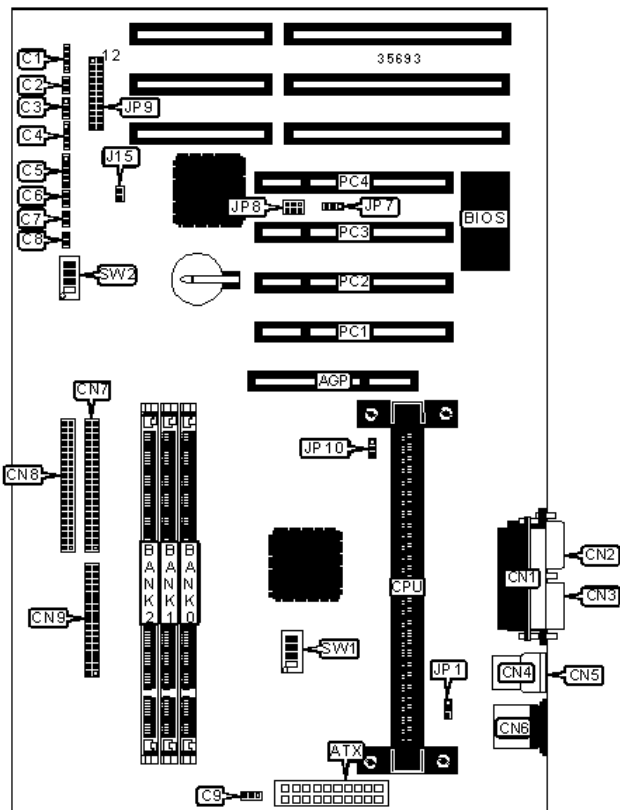 C1
12
35693
C2
C3
JP9
C4
J15
C5
PC4
JP8
JP7
C6
BIOS
C7
PC3
C8
SW2
PC2
PC1
AGP
CN7
JP10
CN8
BANK2
BANK1
BANK0
CPU
CN1
CN2
CN3
CN9
SW1
CN4
CN5
JP1
CN6
ATX
C9